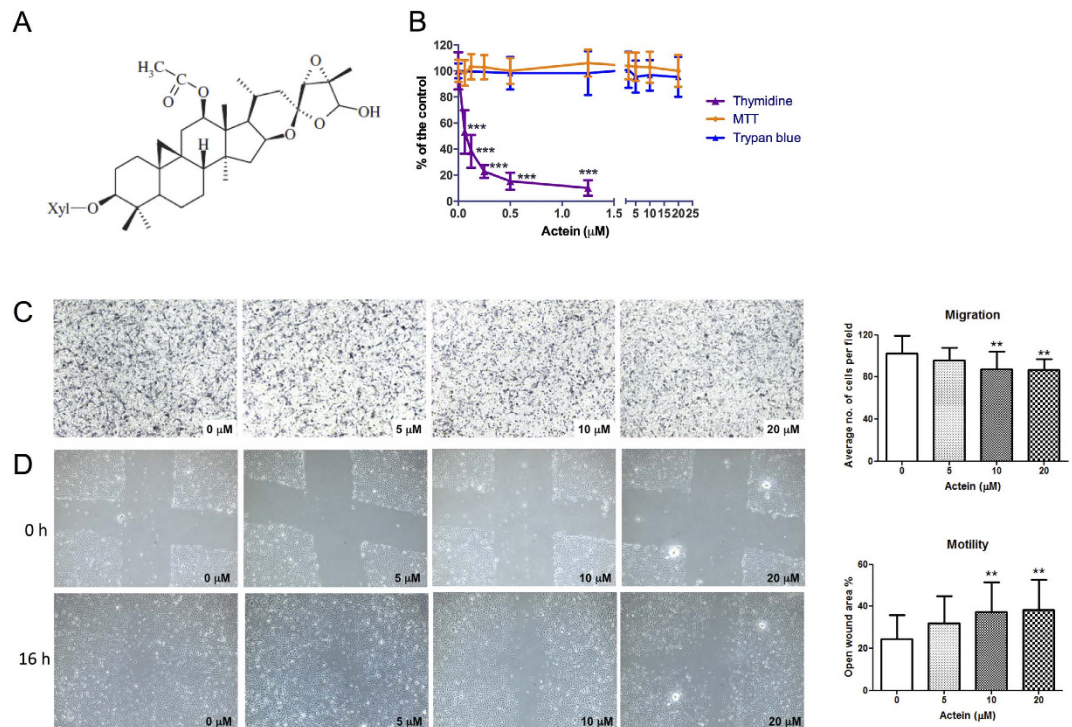 A
H₃C
C
O
O
H
O
O
O
OH
Xyl—O
B
% of the control
120
100
80
60
40
20
0
***
***
***
***
***
0.0
0.5
1.0
1.5
5
10
15
20
25
Actein (μM)
Thymidine
MTT
Trypan blue
C
0 μM
5 μM
10 μM
20 μM
Migration
Average no. of cells per field
120
80
40
0
**
**
0
5
10
20
Actein (μM)
D
0 h
0 μM
5 μM
10 μM
20 μM
16 h
0 μM
5 μM
10 μM
20 μM
Motility
Open wound area %
60
40
20
0
**
**
0
5
10
20
Actein (μM)